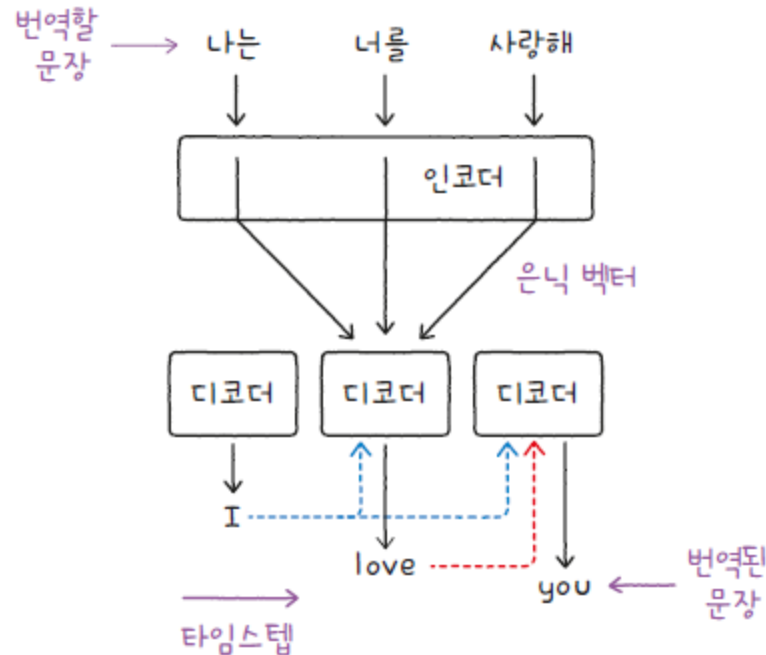 번역할
문장
나는 너를 사랑해
인코더
은닉 벡터
디코더 디코더 디코더
I
love
you
번역된
문장
타임스텝